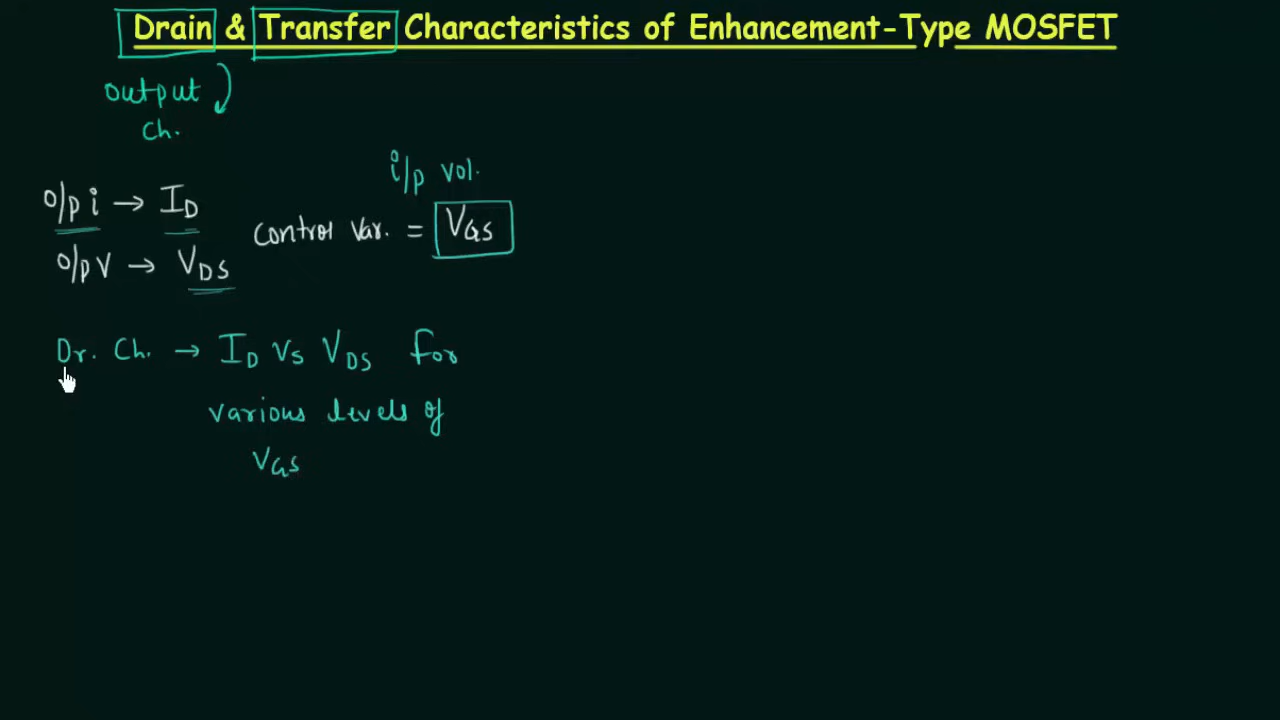 Drain & Transfer Characteristics of Enhancement-Type MOSFET
output
ch.
i/p vol.
o/p i → ID
control var. = VGS
o/p V → VDS
Dr. Ch. → ID Vs VDS for
various levels of
VGS